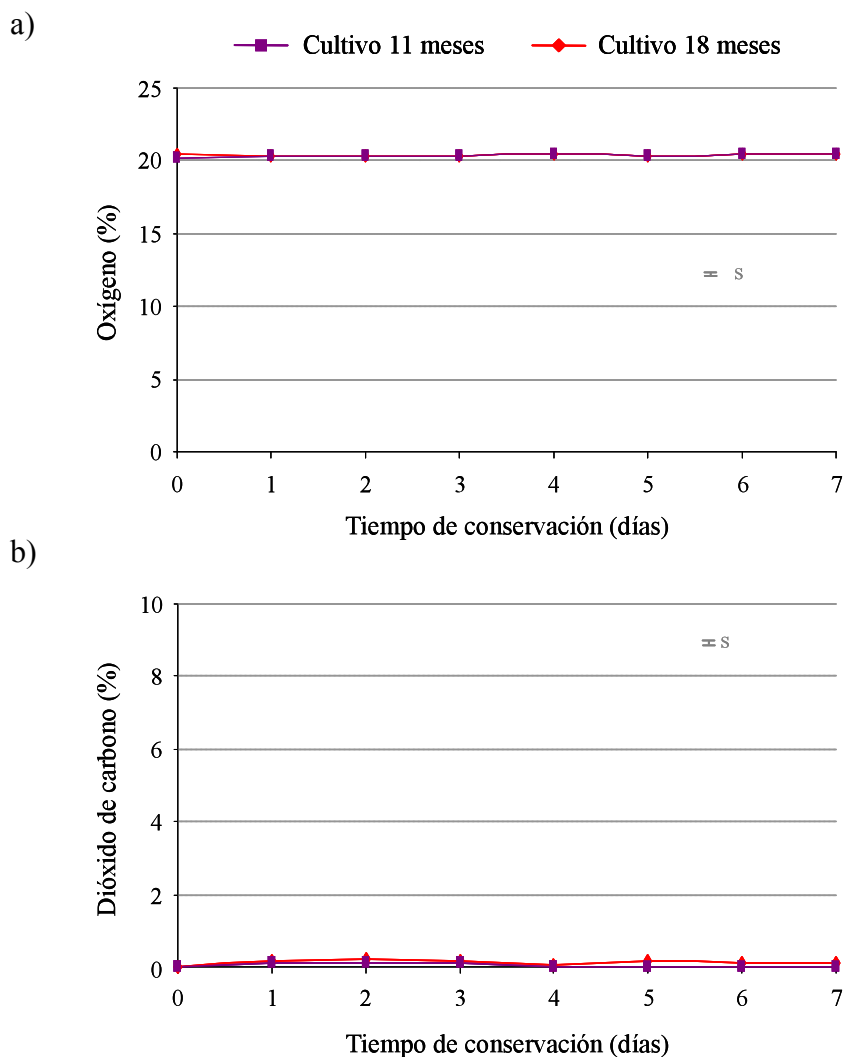 a)
Cultivo 11 meses Cultivo 18 meses
25
20
15
10
5
0
Oxígeno (%)
s
0 1 2 3 4 5 6 7
Tiempo de conservación (días)
b)
10
8
6
4
2
0
Dióxido de carbono (%)
s
0 1 2 3 4 5 6 7
Tiempo de conservación (días)